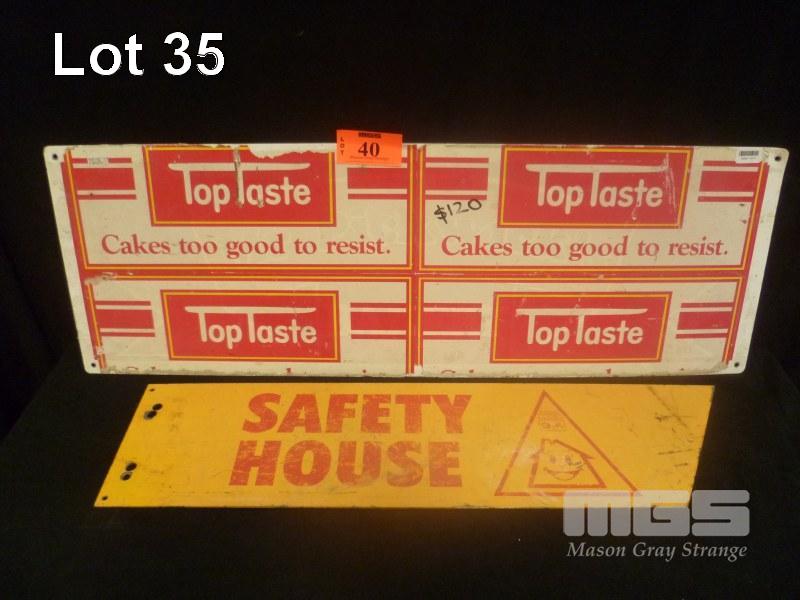 Lot 35
LOT
40
Top Taste
Top Taste
$120
Cakes too good to resist.
Cakes too good to resist.
Top Taste
Top Taste
SAFETY
HOUSE
MGS
Mason Gray Strange